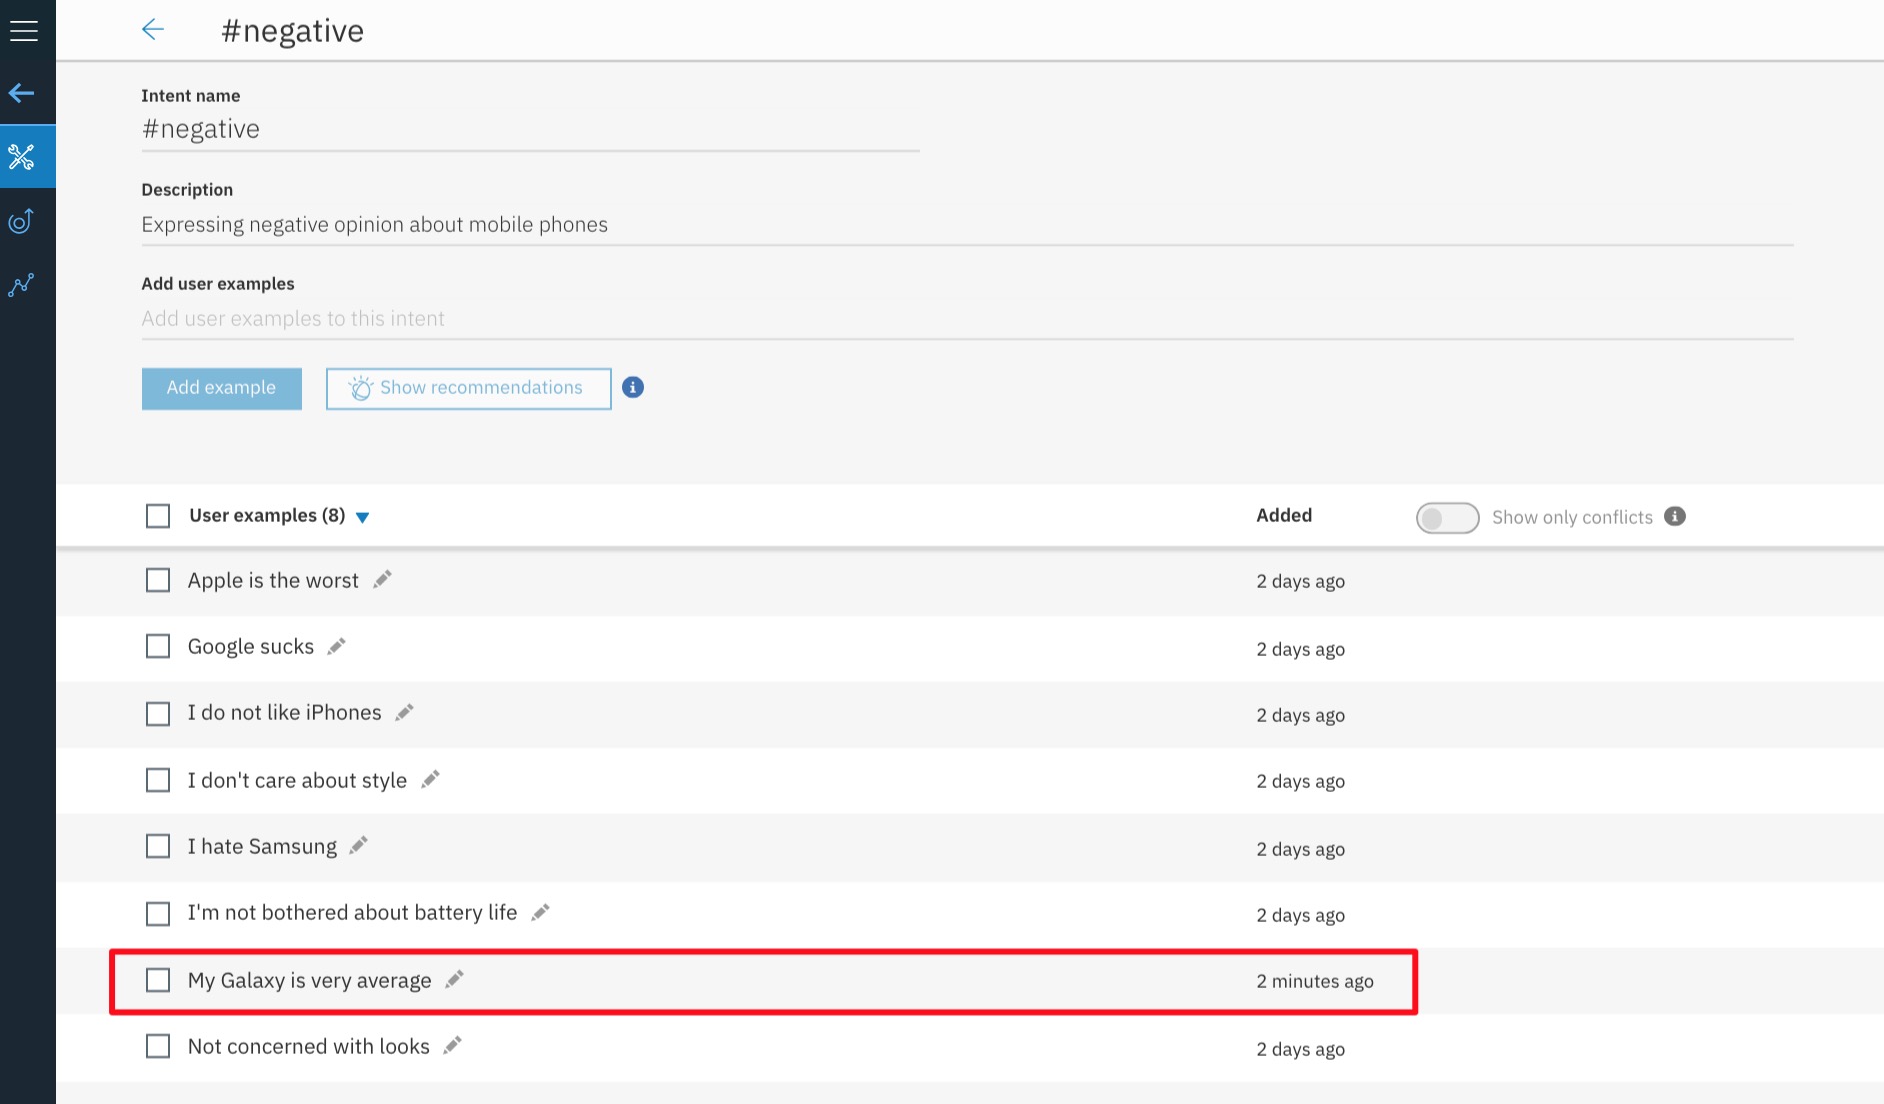 #negative
Intent name
#negative
Description
Expressing negative opinion about mobile phones
Add user examples
Add user examples to this intent
Add example Show recommendations
User examples (8) Added Show only conflicts
Apple is the worst 2 days ago
Google sucks 2 days ago
I do not like iPhones 2 days ago
I don't care about style 2 days ago
I hate Samsung 2 days ago
I'm not bothered about battery life 2 days ago
My Galaxy is very average 2 minutes ago
Not concerned with looks 2 days ago